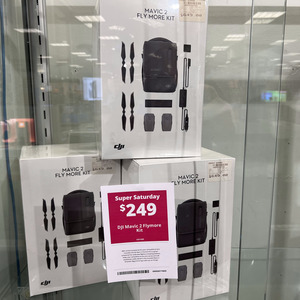 MAVIC 2
FLY MORE KIT
dji
MAVIC 2
FLY MORE KIT
dji
MAVIC 2
FLY MORE KIT
Super Saturday
$249
DJI Mavic 2 Flymore
Kit